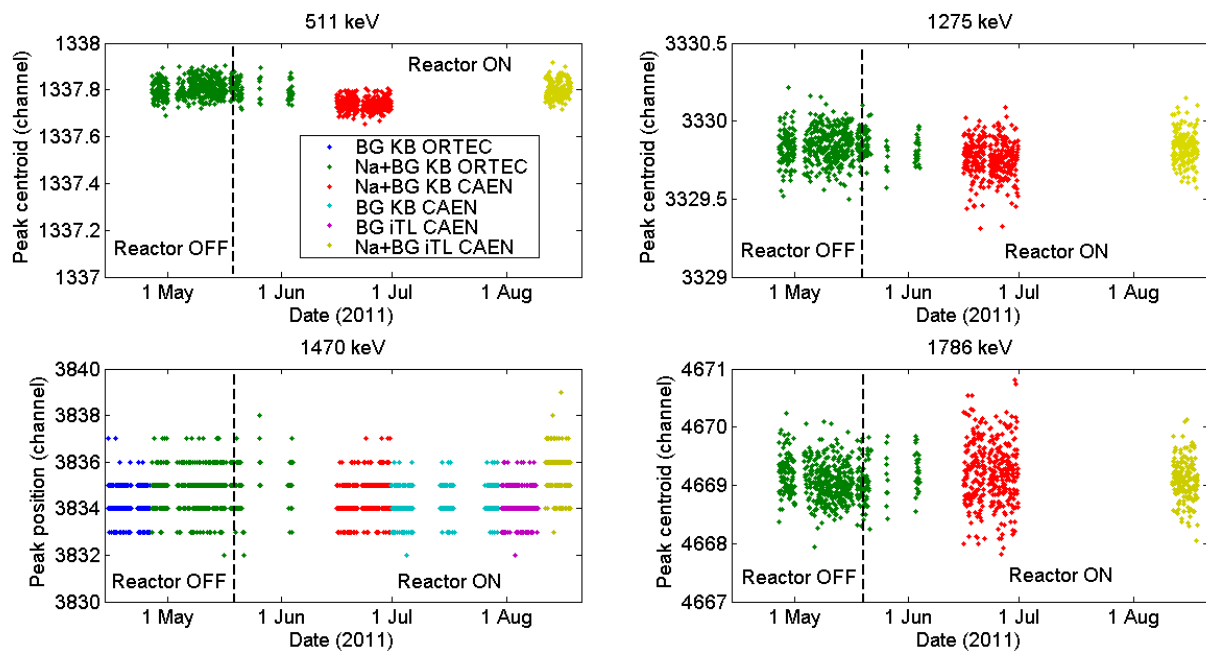 511 keV
Peak centroid (channel)
1338
1337.8
1337.6
1337.4
1337.2
1337
Reactor ON
BG KB ORTEC
Na+BG KB ORTEC
Na+BG KB CAEN
BG KB CAEN
BG iTL CAEN
Na+BG iTL CAEN
Reactor OFF
1 May 1 Jun 1 Jul 1 Aug
Date (2011)
1275 keV
Peak centroid (channel)
3330.5
3330
3329.5
3329
Reactor OFF Reactor ON
1 May 1 Jun 1 Jul 1 Aug
Date (2011)
1470 keV
Peak position (channel)
3840
3838
3836
3834
3832
3830
Reactor OFF Reactor ON
1 May 1 Jun 1 Jul 1 Aug
Date (2011)
1786 keV
Peak centroid (channel)
4671
4670
4669
4668
4667
Reactor OFF Reactor ON
1 May 1 Jun 1 Jul 1 Aug
Date (2011)